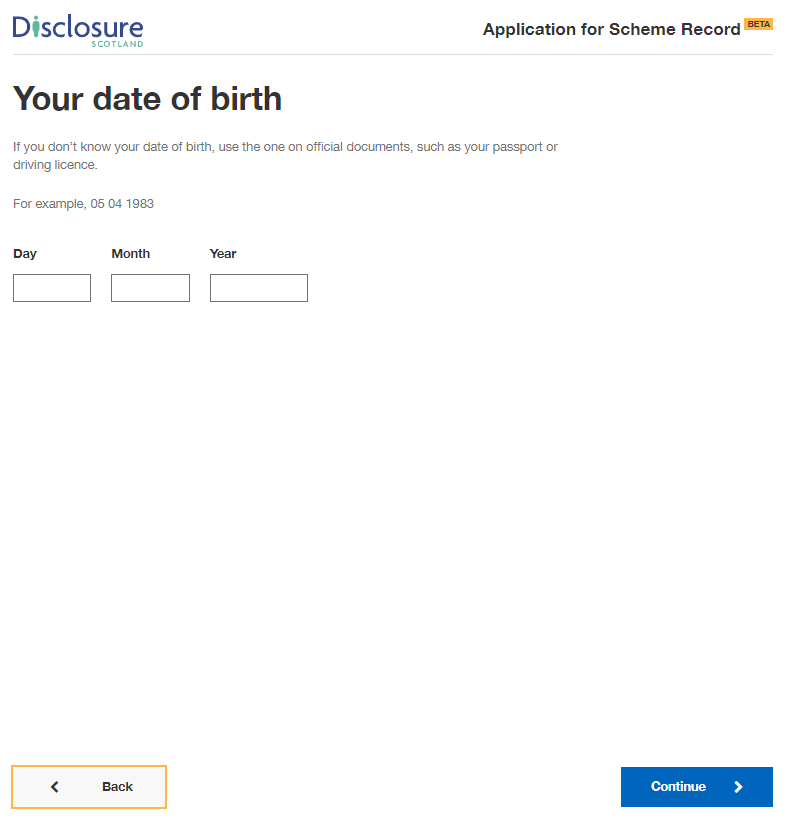 Disclosure
SCOTLAND
Application for Scheme Record BETA
Your date of birth
If you don't know your date of birth, use the one on official documents, such as your passport or
driving licence.
For example, 05 04 1983
Day Month Year
Back Continue